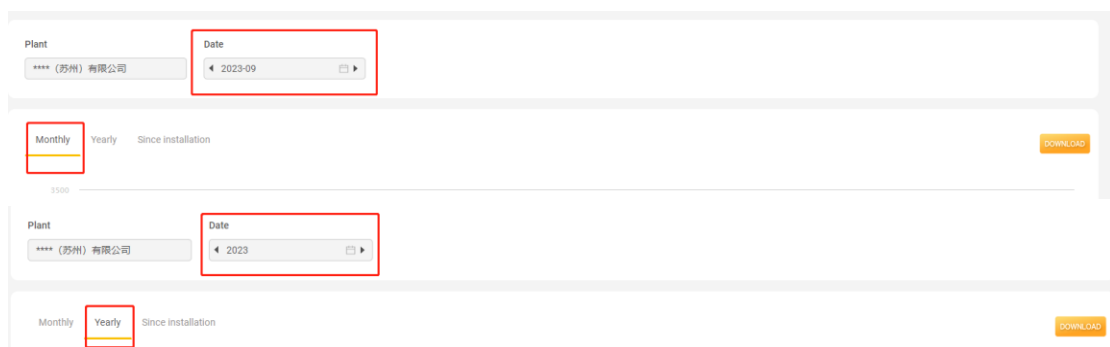 Plant Date
**** （苏州）有限公司 2023-09
Monthly Yearly Since installation DOWNLOAD
3500
Plant Date
**** （苏州）有限公司 2023
Monthly Yearly Since installation DOWNLOAD